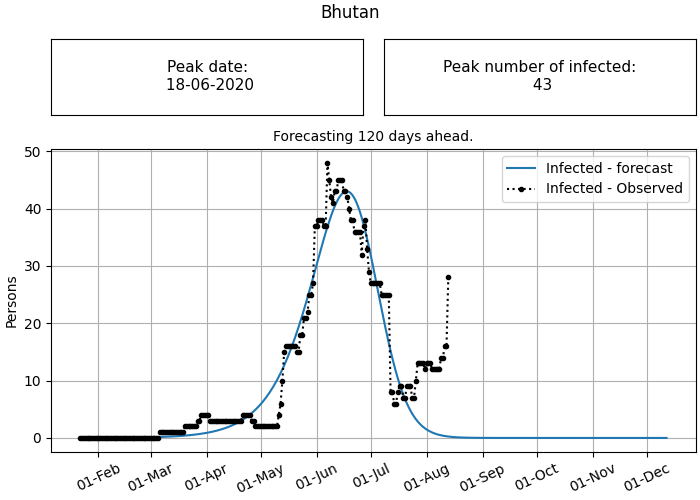 Bhutan
Peak date:
18-06-2020
Peak number of infected:
43
Forecasting 120 days ahead.
Infected - forecast
Infected - Observed
Persons
50
40
30
20
10
0
01-Feb
01-Mar
01-Apr
01-May
01-Jun
01-Jul
01-Aug
01-Sep
01-Oct
01-Nov
01-Dec